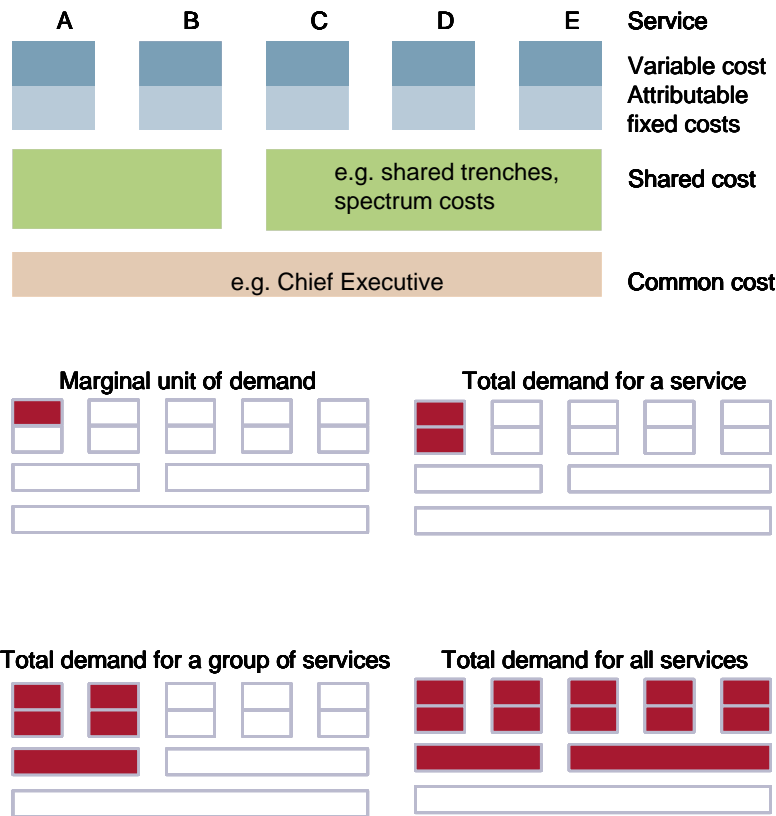 A B C D E Service
Variable cost
Attributable
fixed costs
e.g. shared trenches,
spectrum costs
Shared cost
e.g. Chief Executive
Common cost
Marginal unit of demand
Total demand for a service
Total demand for a group of services
Total demand for all services